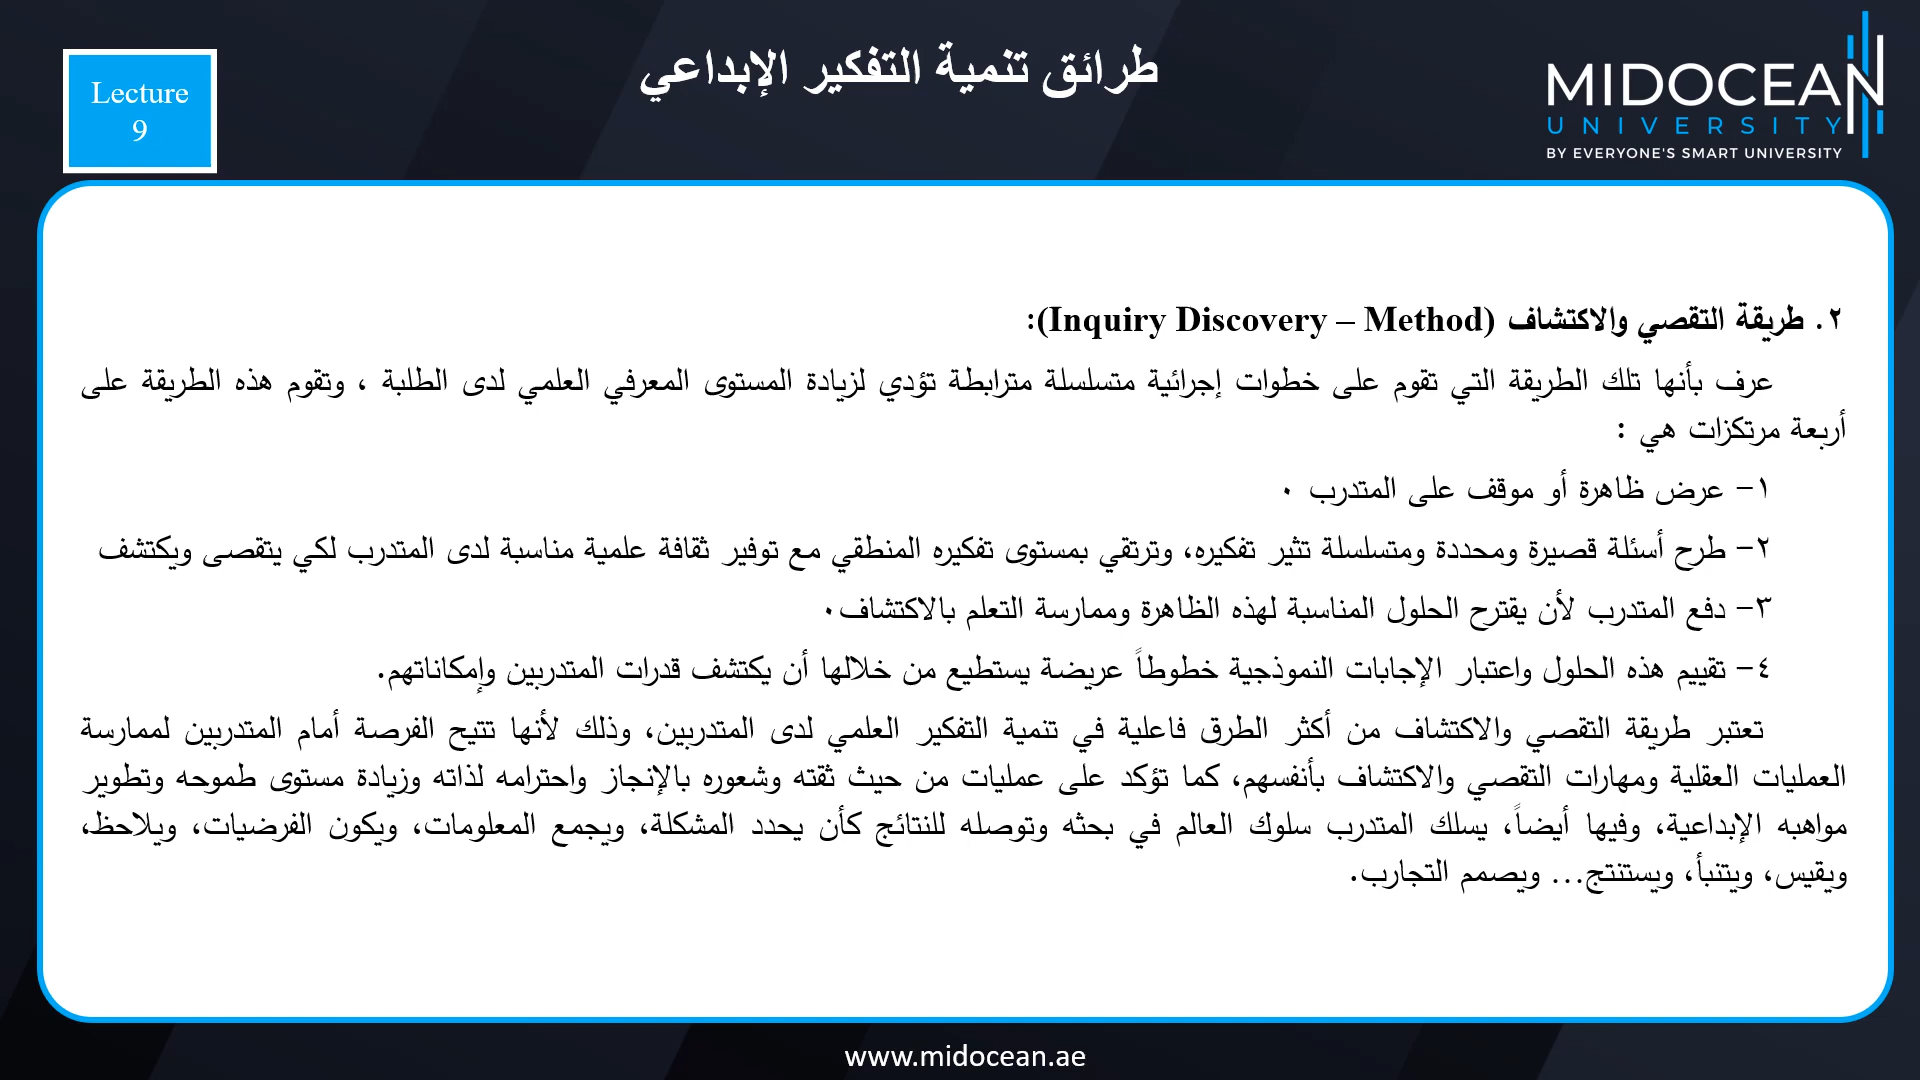 Lecture
9
طرائق تنمية التفكير الإبداعي
MIDOCEAN
UNIVERSITY
BY EVERYONE'S SMART UNIVERSITY
٢. طريقة التقصي والاكتشاف (Inquiry Discovery – Method):
عرف بأنها تلك الطريقة التي تقوم على خطوات إجرائية متسلسلة مترابطة تؤدي لزيادة المستوى المعرفي العلمي لدى الطلبة ، وتقوم هذه الطريقة على
أربعة مرتكزات هي :
١- عرض ظاهرة أو موقف على المتدرب ٠
٢- طرح أسئلة قصيرة ومحددة ومتسلسلة تثير تفكيره، وترتقي بمستوى تفكيره المنطقي مع توفير ثقافة علمية مناسبة لدى المتدرب لكي يتقصى ويكتشف
٣- دفع المتدرب لأن يقترح الحلول المناسبة لهذه الظاهرة وممارسة التعلم بالاكتشاف٠
٤- تقييم هذه الحلول واعتبار الإجابات النموذجية خطوطاً عريضة يستطيع من خلالها أن يكتشف قدرات المتدربين وإمكاناتهم.
تعتبر طريقة التقصي والاكتشاف من أكثر الطرق فاعلية في تنمية التفكير العلمي لدى المتدربين، وذلك لأنها تتيح الفرصة أمام المتدربين لممارسة
العمليات العقلية ومهارات التقصي والاكتشاف بأنفسهم، كما تؤكد على عمليات من حيث ثقته وشعوره بالإنجاز واحترامه لذاته وزيادة مستوى طموحه وتطوير
مواهبه الإبداعية، وفيها أيضاً، يسلك المتدرب سلوك العالم في بحثه وتوصله للنتائج كأن يحدد المشكلة، ويجمع المعلومات، ويكون الفرضيات، ويلاحظ،
ويقيس، ويتنبأ، ويستنتج... ويصمم التجارب.
www.midocean.ae